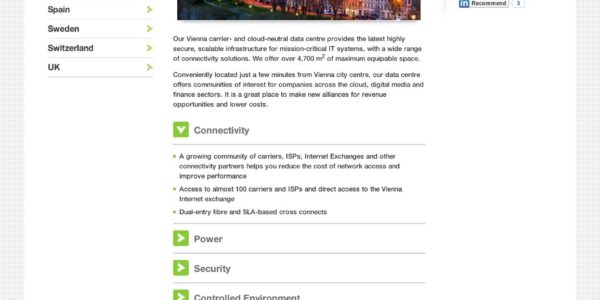 Spain
Sweden
Switzerland
UK
Recommend 3
Our Vienna carrier- and cloud-neutral data centre provides the latest highly
secure, scalable infrastructure for mission-critical IT systems, with a wide range
of connectivity solutions. We offer over 4,700 m² of maximum equipable space.
Conveniently located just a few minutes from Vienna city centre, our data centre
offers communities of interest for companies across the cloud, digital media and
finance sectors. It is a great place to make new alliances for revenue
opportunities and lower costs.
Connectivity
A growing community of carriers, ISPs, Internet Exchanges and other
connectivity partners helps you reduce the cost of network access and
improve performance
Access to almost 100 carriers and ISPs and direct access to the Vienna
Internet exchange
Dual-entry fibre and SLA-based cross connects
Power
Security
Controlled Environment